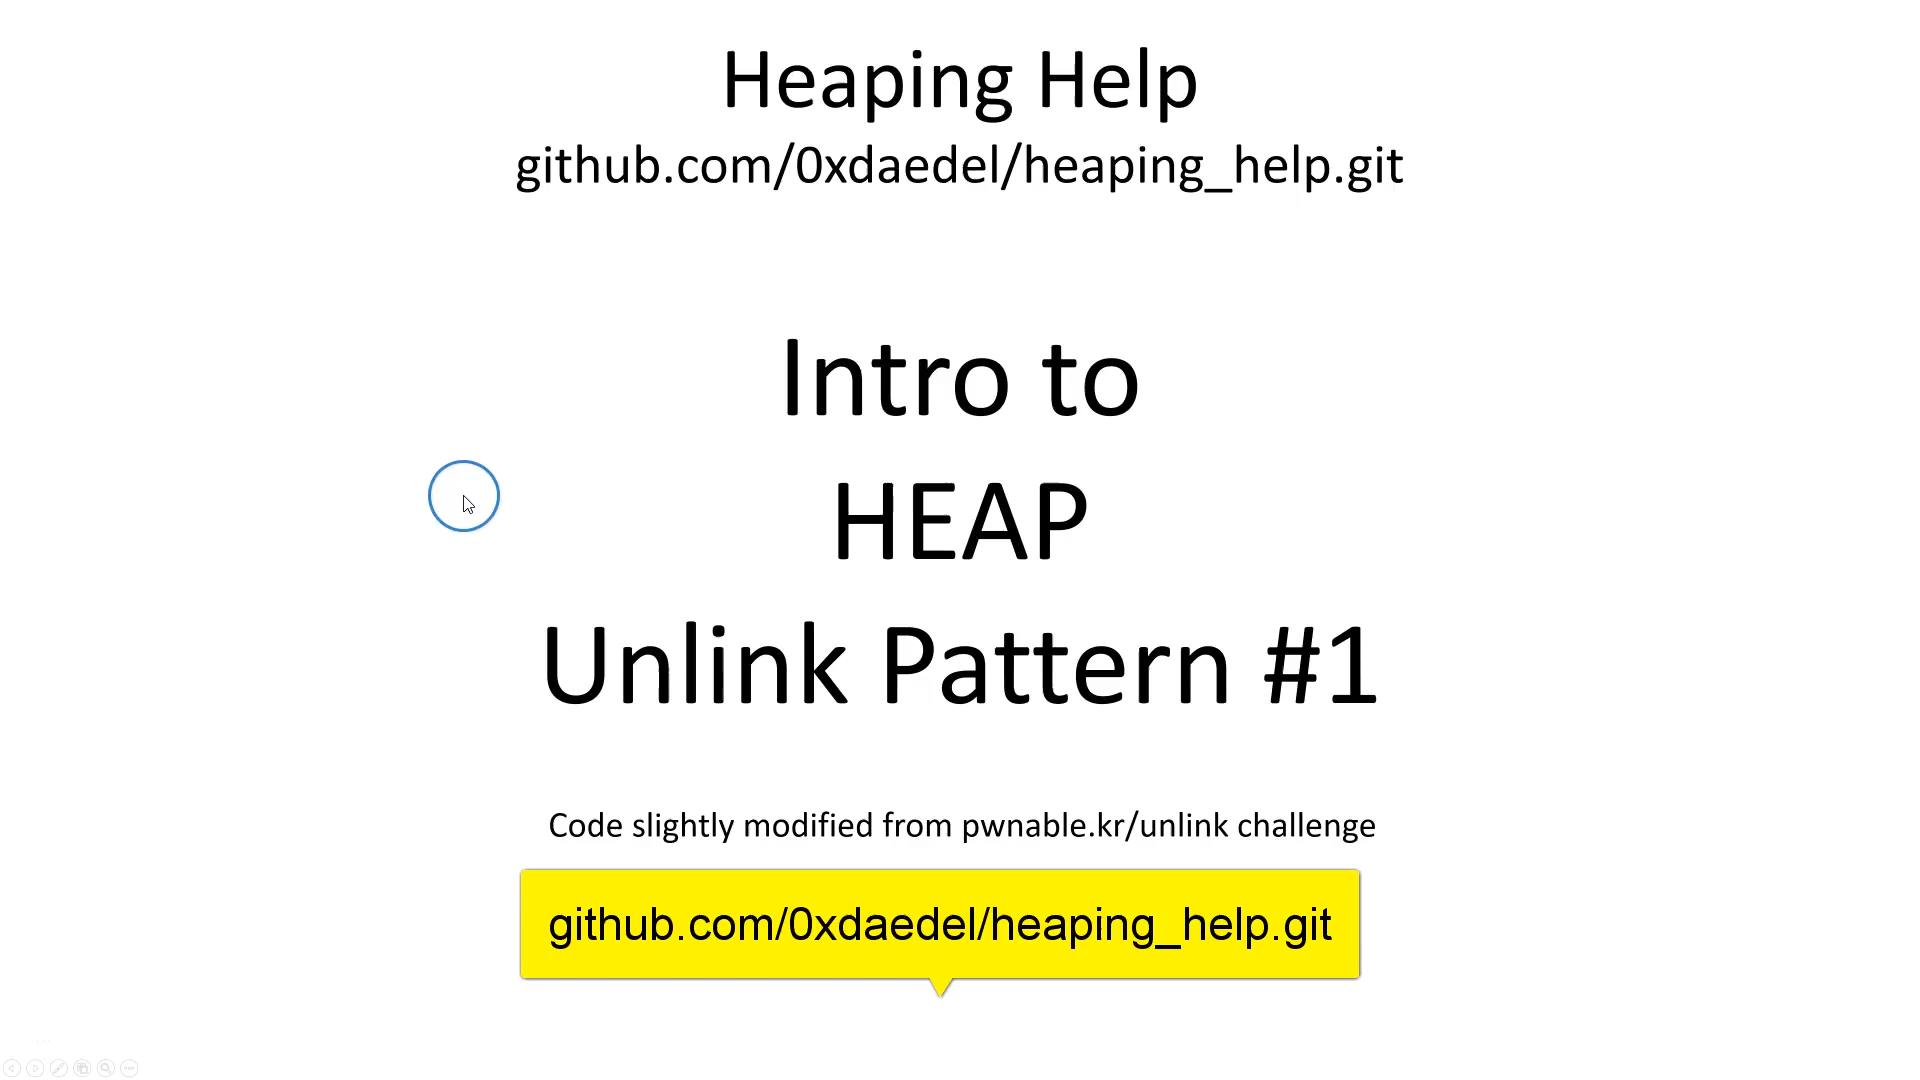 Heaping Help
github.com/0xdaedel/heaping_help.git
Intro to
HEAP
Unlink Pattern #1
Code slightly modified from pwnable.kr/unlink challenge
github.com/0xdaedel/heaping_help.git